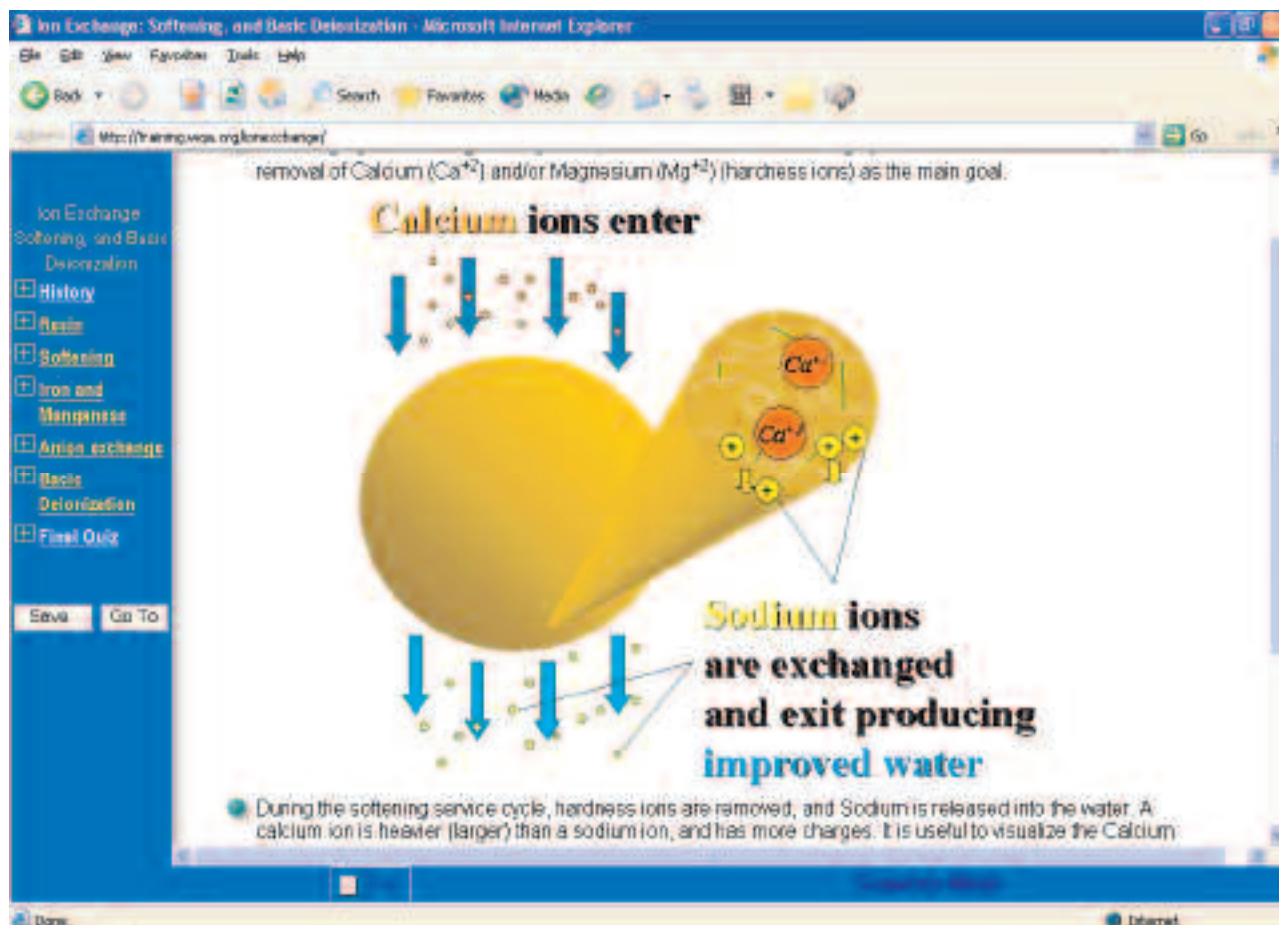 Ion Exchange: Softening, and Basic Deionization - Microsoft Internet Explorer
File Edit View Favorites Tools Help
Back Search Favorites Media
Go
removal of Calcium (Ca+2) and/or Magnesium (Mg+2) (hardness ions) as the main goal.
Ion Exchange
Softening, and Basic
Deionization
History
Resin
Softening
Iron and
Manganese
Anion exchange
Basic
Deionization
Final Quiz
Save Go To
Calcium ions enter
Ca+
Ca+2
+ + + +
Sodium ions
are exchanged
and exit producing
improved water
During the softening service cycle, hardness ions are removed, and Sodium is released into the water. A
calcium ion is heavier (larger) than a sodium ion, and has more charges. It is useful to visualize the Calcium
Done
Internet